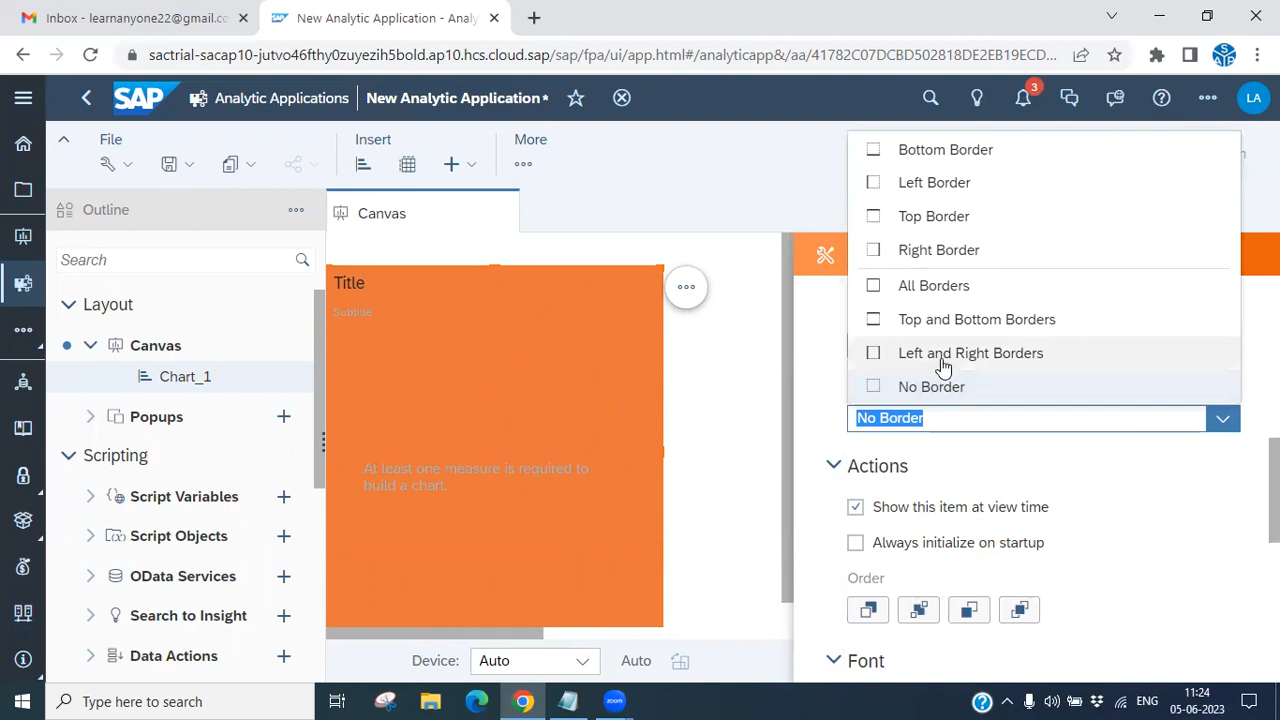 Inbox - learnanyone22@gmail.co
New Analytic Application - Analy
sactrial-sacap10-jutvo46fthy0zuyezih5bold.ap10.hcs.cloud.sap/sap/fpa/ui/app.html#/analyticapp&/aa/41782C07DCBD502818DE2EB19ECD...
SAP
Analytic Applications
New Analytic Application*
3
LA
File
Insert
More
Outline
Canvas
Search
Layout
Canvas
Chart_1
Popups
Scripting
Script Variables
Script Objects
OData Services
Search to Insight
Data Actions
Title
Subtitle
At least one measure is required to
build a chart.
Device:
Auto
Auto
Bottom Border
Left Border
Top Border
Right Border
All Borders
Top and Bottom Borders
Left and Right Borders
No Border
No Border
Actions
Show this item at view time
Always initialize on startup
Order
Font
Type here to search
ENG
11:24
05-06-2023